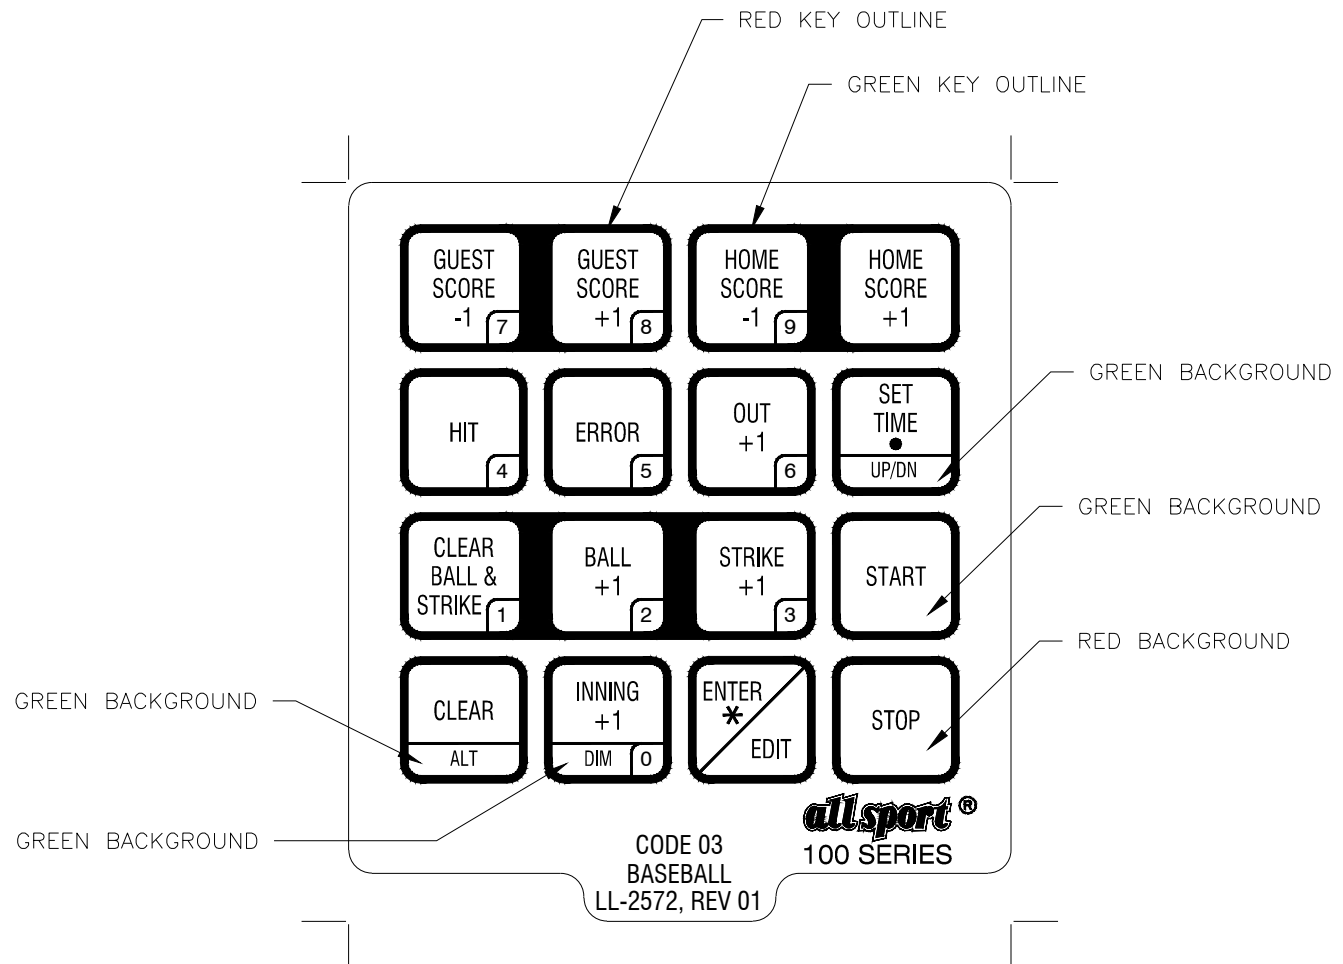 RED KEY OUTLINE
GREEN KEY OUTLINE
GUEST
SCORE
-1
7
GUEST
SCORE
+1
8
HOME
SCORE
-1
9
HOME
SCORE
+1
GREEN BACKGROUND
HIT
4
ERROR
5
OUT
+1
6
SET
TIME
UP/DN
GREEN BACKGROUND
CLEAR
BALL &
STRIKE
1
BALL
+1
2
STRIKE
+1
3
START
RED BACKGROUND
GREEN BACKGROUND
CLEAR
ALT
INNING
+1
DIM
0
ENTER
*
EDIT
STOP
GREEN BACKGROUND
all sport ®
100 SERIES
CODE 03
BASEBALL
LL-2572, REV 01